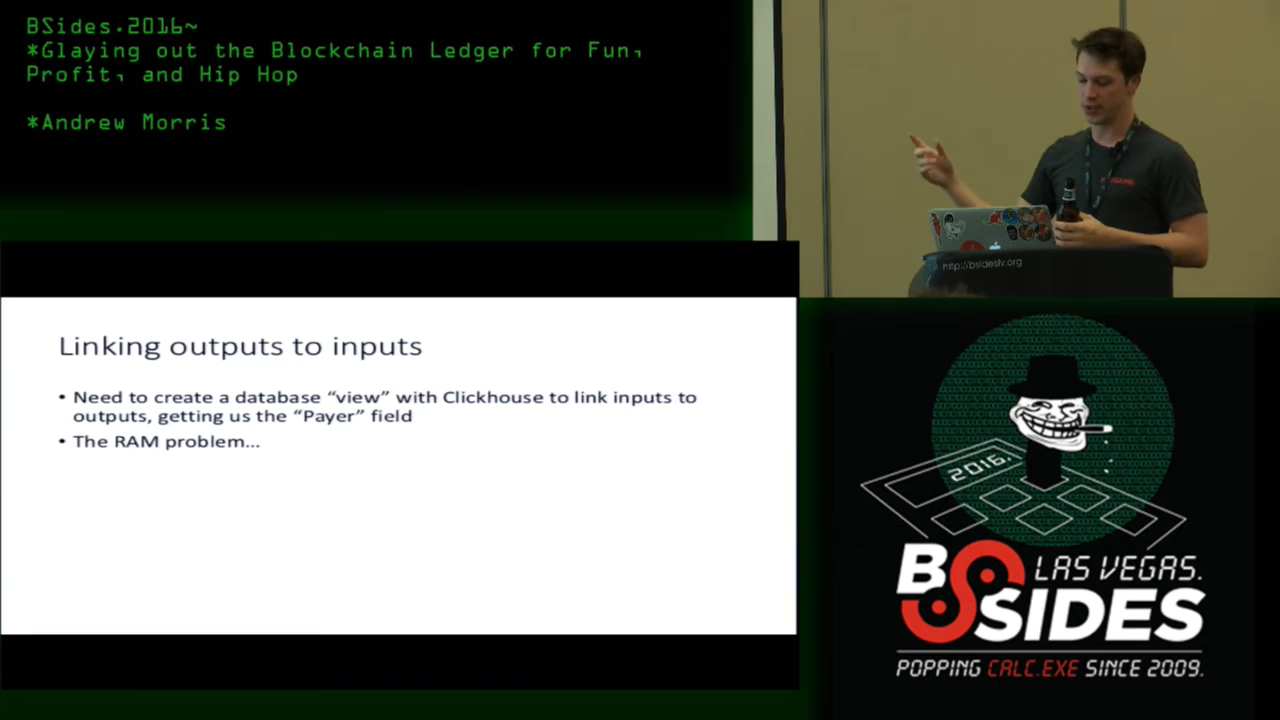 BSides.2016~
*Glaying out the Blockchain Ledger for Fun,
Profit, and Hip Hop
*Andrew Morris
http://bsideslv.org
Linking outputs to inputs
• Need to create a database “view” with Clickhouse to link inputs to
outputs, getting us the “Payer” field
• The RAM problem...
2016.
BSIDES
LAS VEGAS.
POPPING CALC.EXE SINCE 2009.